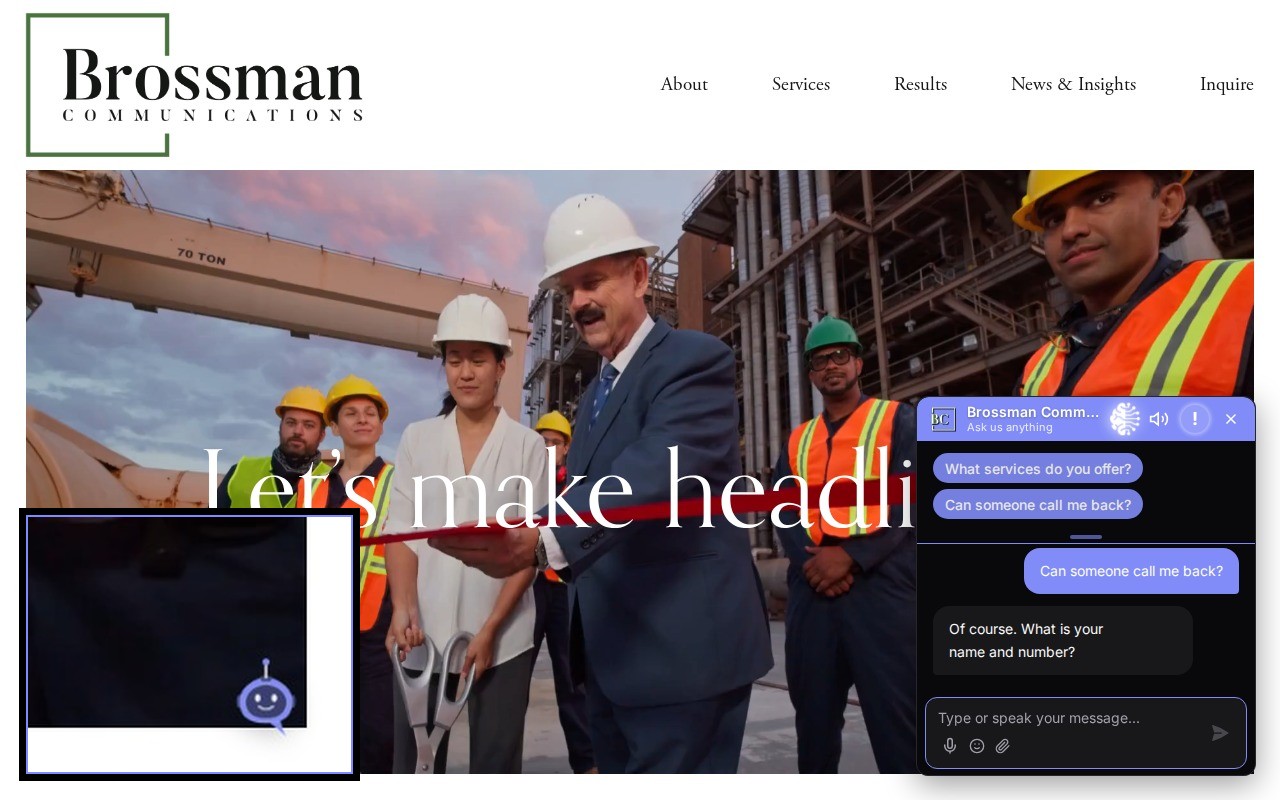 Brossman
COMMUNICATIONS
About
Services
Results
News & Insights
Inquire
70 TON
Let's make headli
BC
Brossman Comm...
Ask us anything
!
What services do you offer?
Can someone call me back?
Can someone call me back?
Of course. What is your
name and number?
Type or speak your message...